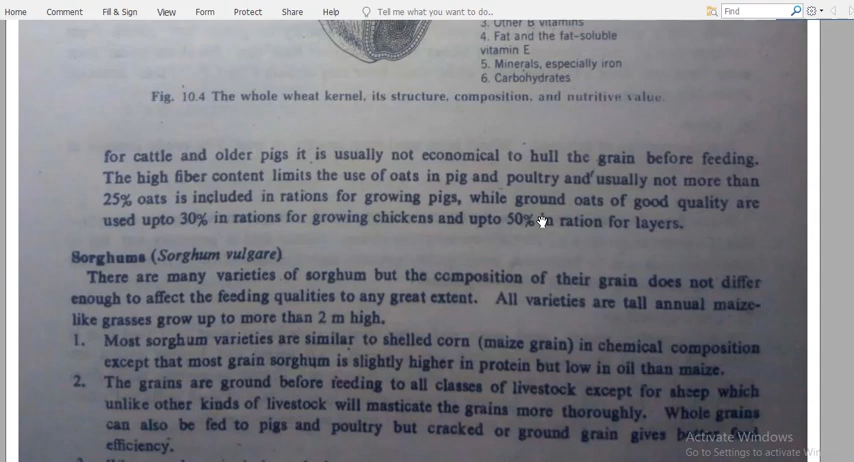 Home Comment Fill & Sign View Form Protect Share Help Tell me what you want to do.. Find
3. Other B vitamins
4. Fat and the fat-soluble
vitamin E
5. Minerals, especially iron
6. Carbohydrates
Fig. 10.4 The whole wheat kernel, its structure, composition, and nutritive value.
for cattle and older pigs it is usually not economical to hull the grain before feeding.
The high fiber content limits the use of oats in pig and poultry and usually not more than
25% oats is included in rations for growing pigs, while ground oats of good quality are
used upto 30% in rations for growing chickens and upto 50% in ration for layers.
Sorghums (Sorghum vulgare)
There are many varieties of sorghum but the composition of their grain does not differ
enough to affect the feeding qualities to any great extent. All varieties are tall annual maize-
like grasses grow up to more than 2 m high.
1. Most sorghum varieties are similar to shelled corn (maize grain) in chemical composition
except that most grain sorghum is slightly higher in protein but low in oil than maize.
2. The grains are ground before feeding to all classes of livestock except for sheep which
unlike other kinds of livestock will masticate the grains more thoroughly. Whole grains
can also be fed to pigs and poultry but cracked or ground grain gives better feed
efficiency.
Activate Windows
Go to Settings to activate